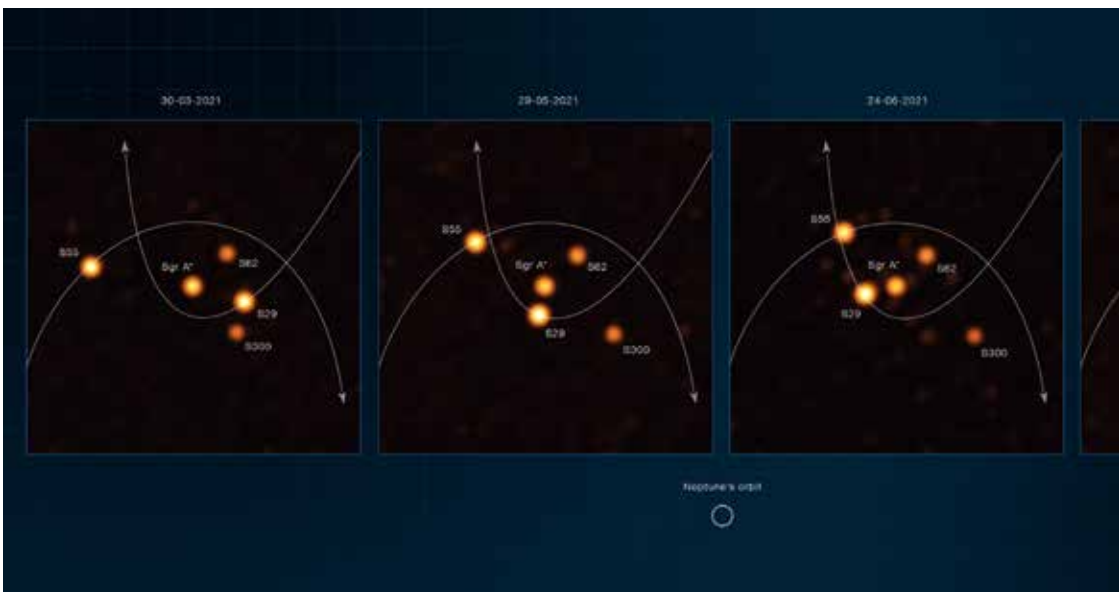 30-03-2021
29-05-2021
24-06-2021
S55
S62
Sgr A*
S29
S300
S55
S62
Sgr A*
S29
S300
S55
S62
Sgr A*
S29
S300
Neptune's orbit